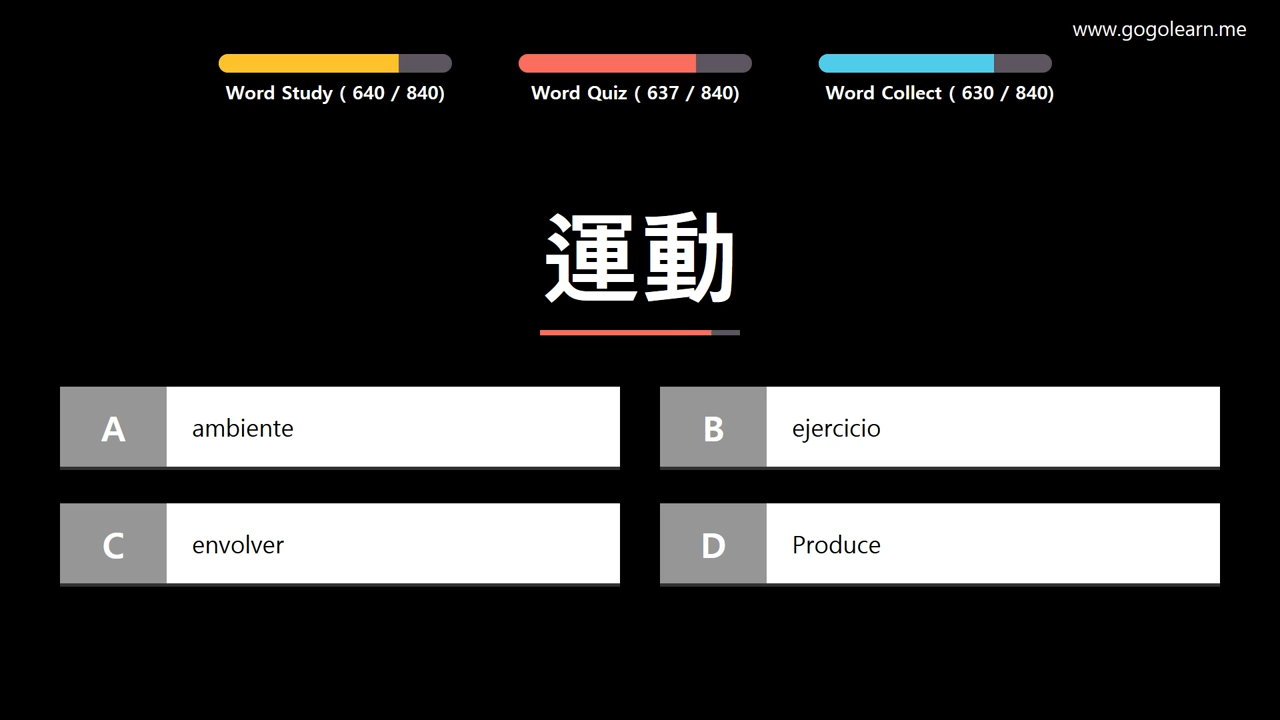 www.gogolearn.me
Word Study ( 640 / 840)
Word Quiz ( 637 / 840)
Word Collect ( 630 / 840)
運動
A ambiente
B ejercicio
C envolver
D Produce